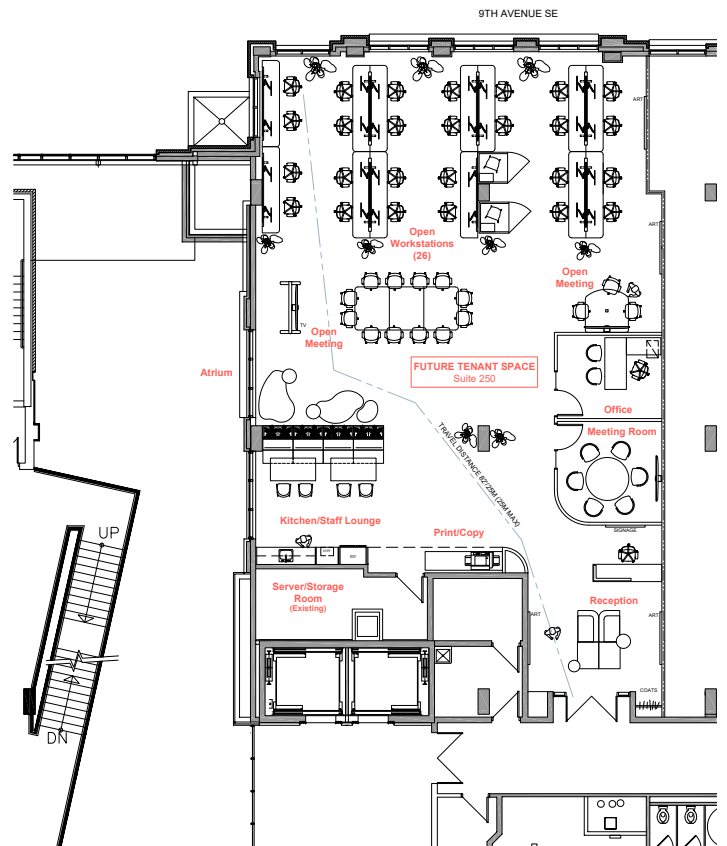 9TH AVENUE SE
ART
ART
Open
Workstations
(26)
Open
Meeting
TV
Open
Meeting
Atrium
FUTURE TENANT SPACE
Suite 250
Office
Meeting Room
TRAVEL DISTANCE 82'/25M (25M MAX)
Kitchen/Staff Lounge
Print/Copy
SIGNAGE
UP
Server/Storage
Room
(Existing)
Reception
ART
ART
COATS
DN